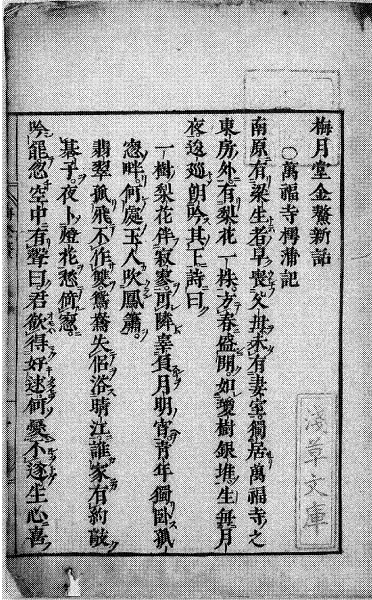 梅月堂金鰲新話
〇萬福寺樗蒲記
南原有梁生者早喪父母未有妻室獨居萬福寺之
東房外有梨花一株方春盛開如瓊樹銀堆生每月
夜逡巡朗吟其下詩曰
一樹梨花伴寂寥可憐辜負月明宵青年獨臥孤
窓畔何處玉人吹鳳簫
翡翠孤飛不作雙鴛鴦失侶浴晴江誰家有約敲
碁子夜卜燈花愁倚窓
吟罷忽空中有聲曰君欲得好逑何憂不遂生心喜
淺草文庫